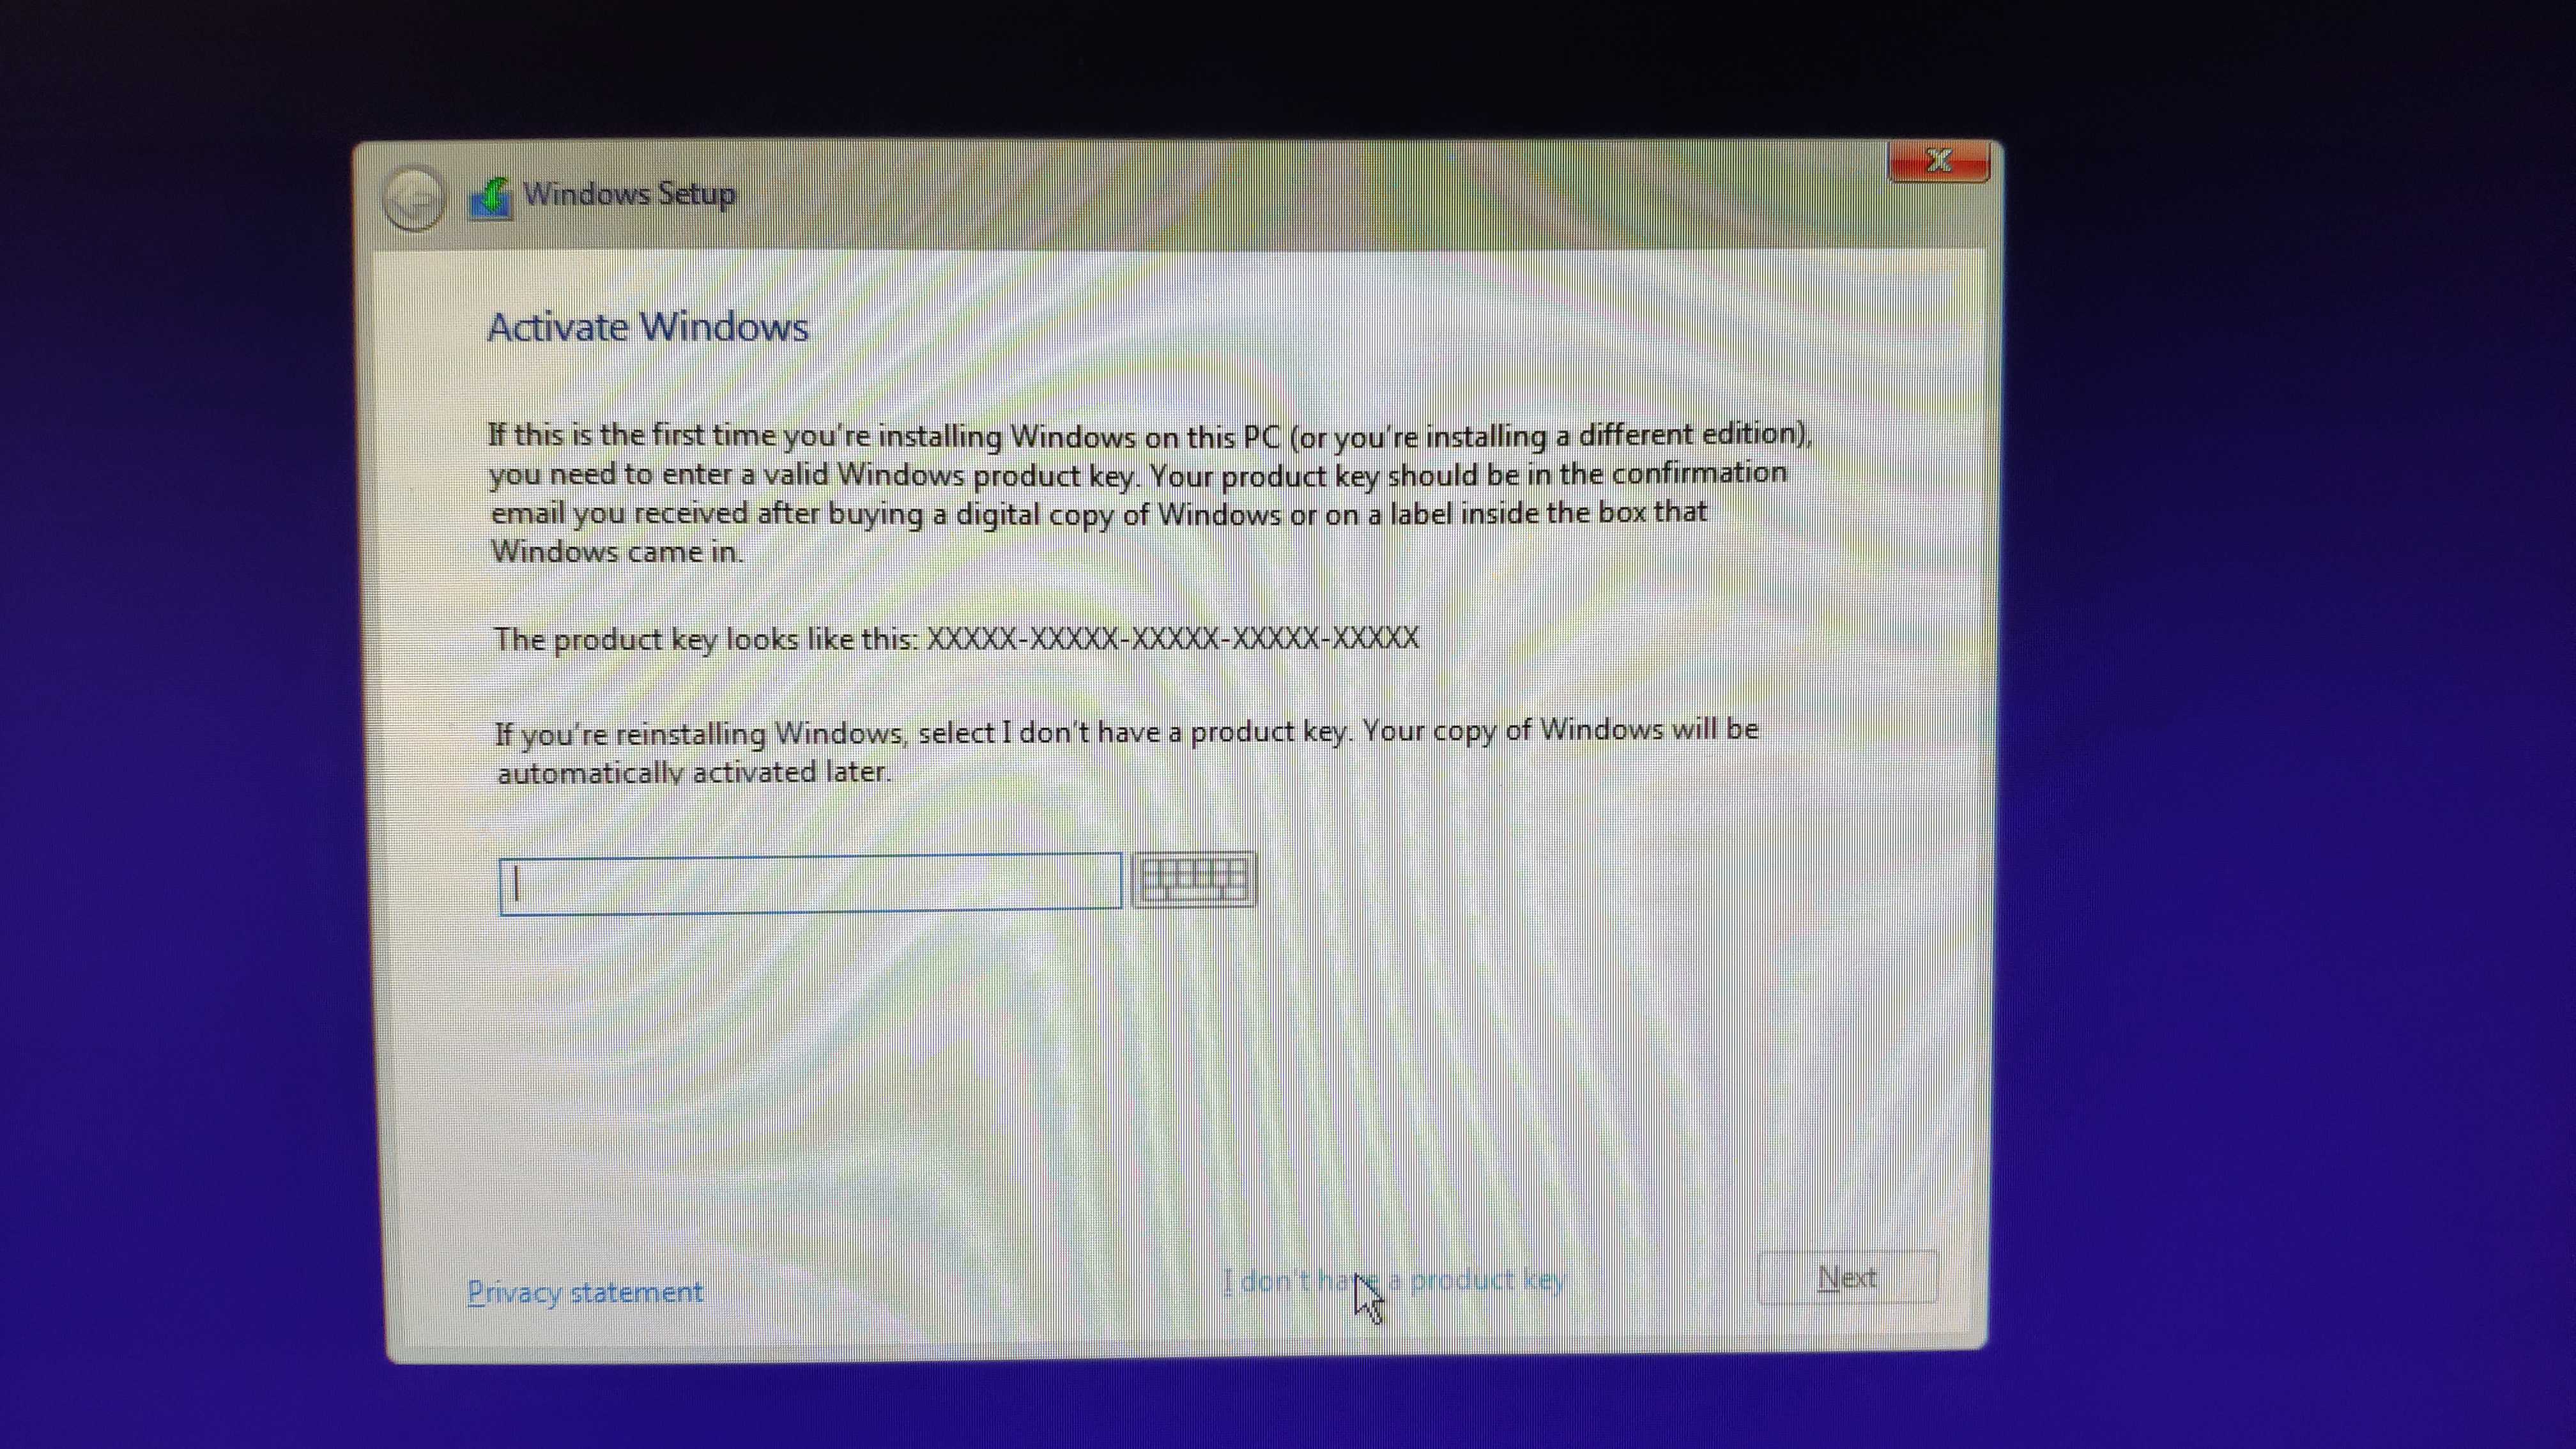 Windows Setup
Activate Windows
If this is the first time you're installing Windows on this PC (or you're installing a different edition),
you need to enter a valid Windows product key. Your product key should be in the confirmation
email you received after buying a digital copy of Windows or on a label inside the box that
Windows came in.
The product key looks like this: XXXXX-XXXXX-XXXXX-XXXXX-XXXXX
If you're reinstalling Windows, select I don't have a product key. Your copy of Windows will be
automatically activated later.
Privacy statement
I don't have a product key
Next